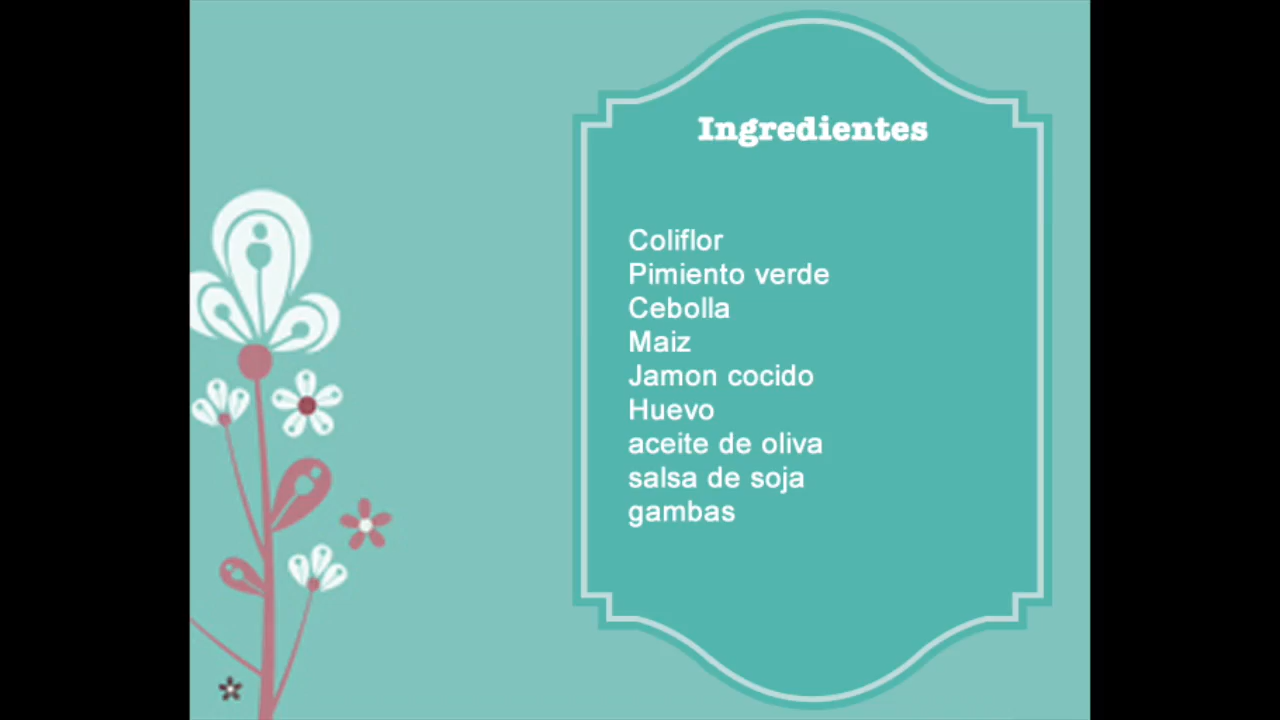 Ingredientes
Coliflor
Pimiento verde
Cebolla
Maiz
Jamon cocido
Huevo
aceite de oliva
salsa de soja
gambas